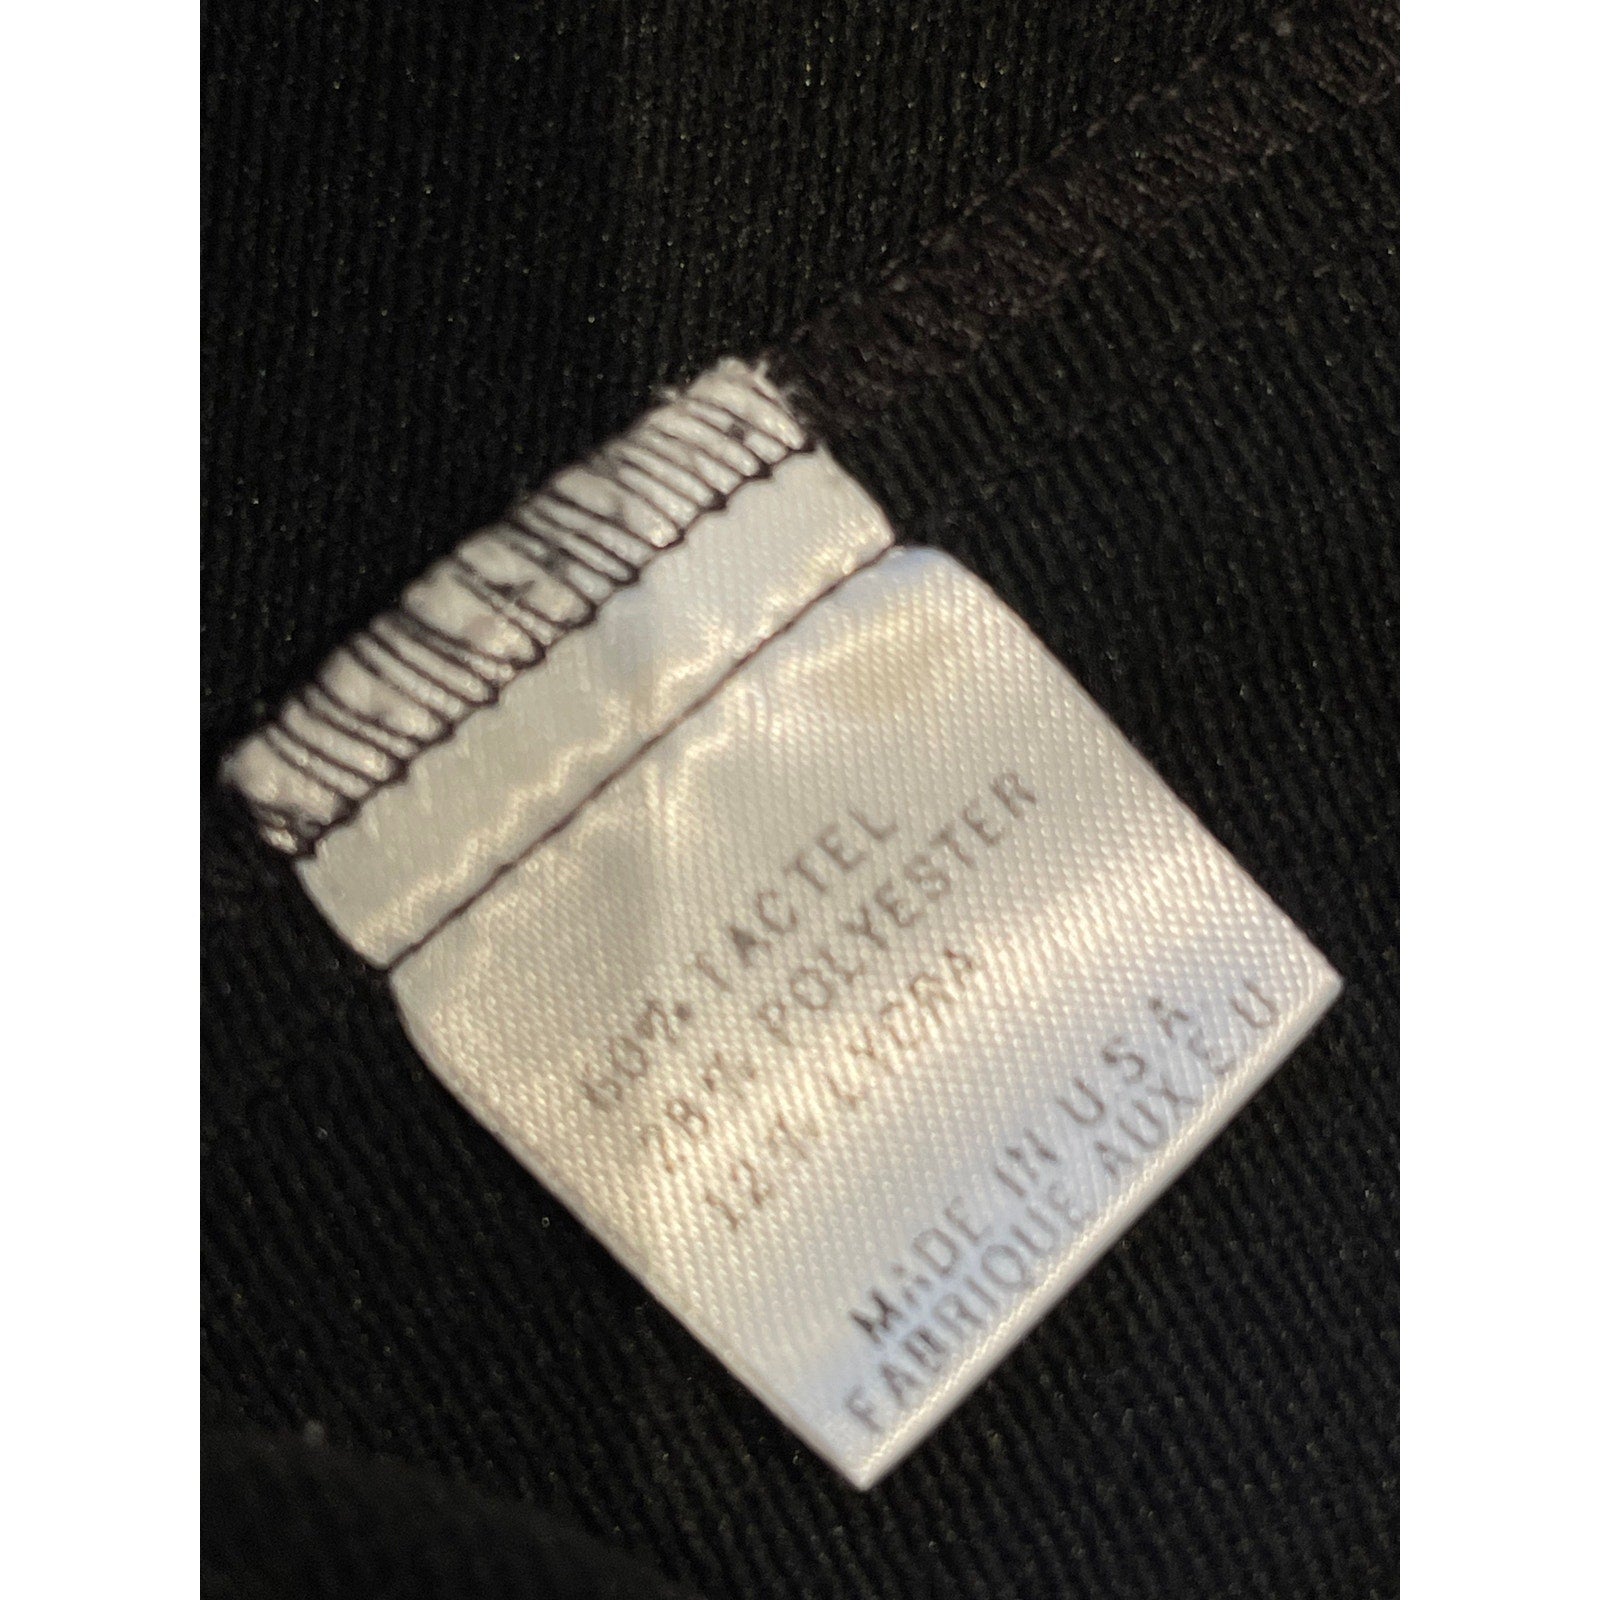 60% TACTEL
28% POLYESTER
12% LYCRA
MADE IN U S A
FABRIQUE AUX E U